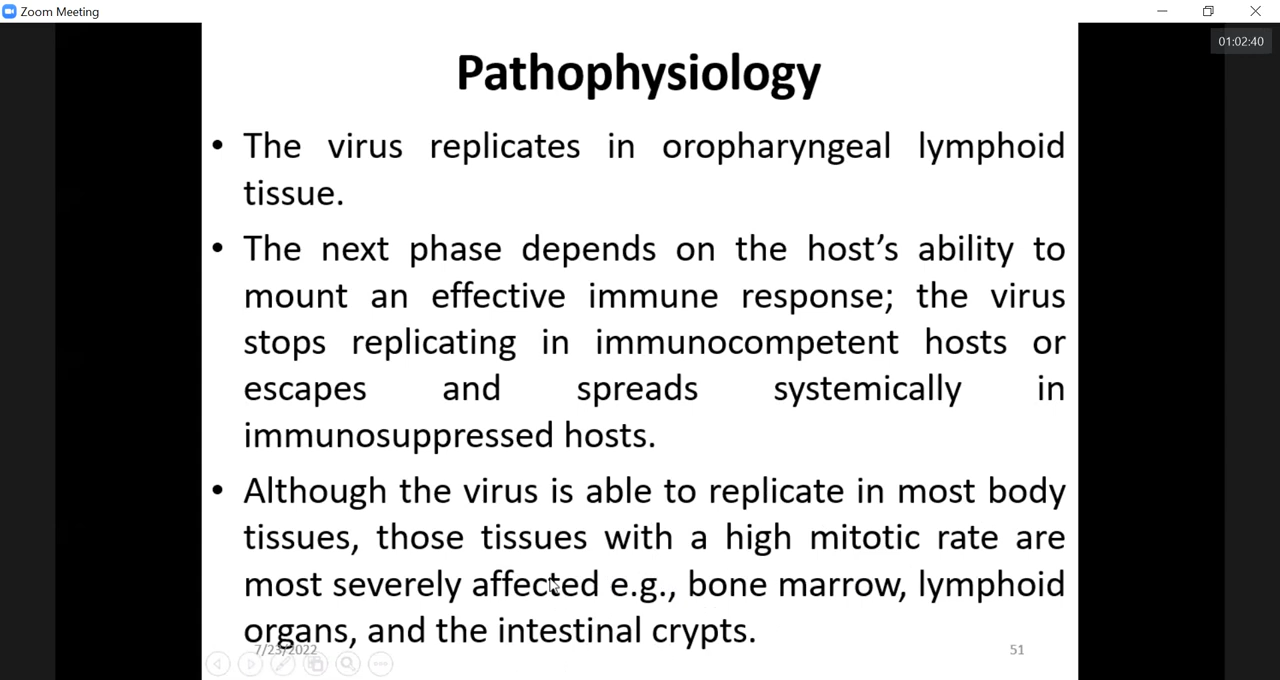 Zoom Meeting
01:02:40
Pathophysiology
• The virus replicates in oropharyngeal lymphoid
tissue.
• The next phase depends on the host’s ability to
mount an effective immune response; the virus
stops replicating in immunocompetent hosts or
escapes and spreads systemically in
immunosuppressed hosts.
• Although the virus is able to replicate in most body
tissues, those tissues with a high mitotic rate are
most severely affected e.g., bone marrow, lymphoid
organs, and the intestinal crypts.
7/23/2022
51